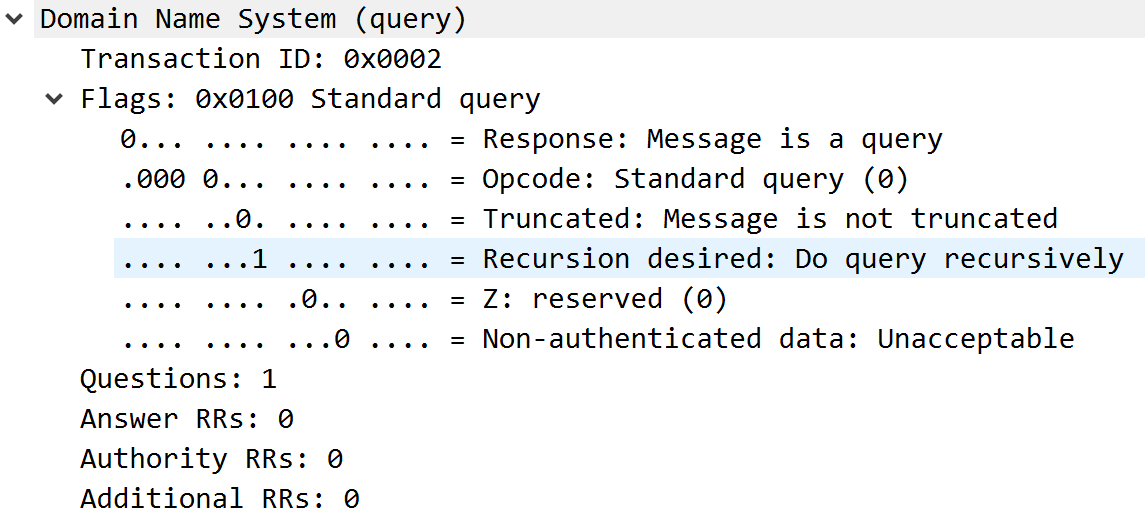 Domain Name System (query)
Transaction ID: 0x0002
Flags: 0x0100 Standard query
0... .... .... .... = Response: Message is a query
.000 0... .... .... = Opcode: Standard query (0)
.... ..0. .... .... = Truncated: Message is not truncated
.... ...1 .... .... = Recursion desired: Do query recursively
.... .... .0.. .... = Z: reserved (0)
.... .... ...0 .... = Non-authenticated data: Unacceptable
Questions: 1
Answer RRs: 0
Authority RRs: 0
Additional RRs: 0